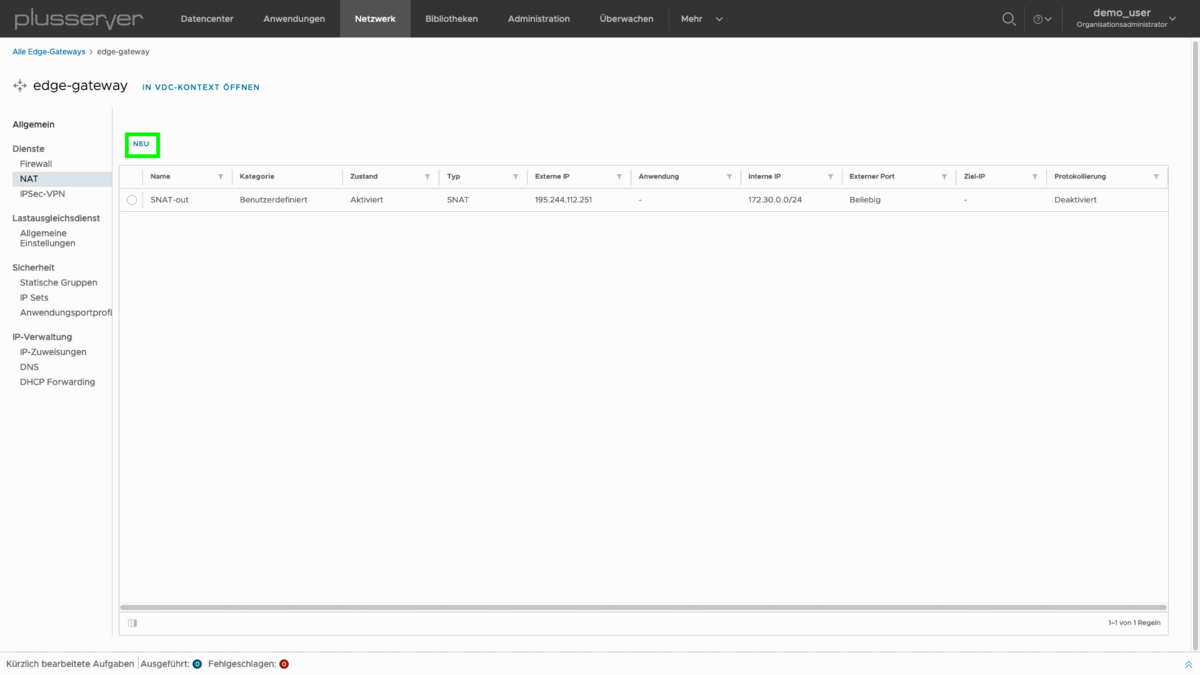 plusserver Datencenter Anwendungen Netzwerk Bibliotheken Administration Überwachen Mehr demo_user
Organisationsadministrator
Alle Edge-Gateways > edge-gateway
edge-gateway IN VDC-KONTEXT ÖFFNEN
Allgemein
Dienste
Firewall
NAT
IPSec-VPN
Lastausgleichsdienst
Allgemeine
Einstellungen
Sicherheit
Statische Gruppen
IP Sets
Anwendungsportprofi
IP-Verwaltung
IP-Zuweisungen
DNS
DHCP Forwarding
NEU
Name Kategorie Zustand Typ Externe IP Anwendung Interne IP Externer Port Ziel-IP Protokollierung
SNAT-out Benutzerdefiniert Aktiviert SNAT 195.244.112.251 - 172.30.0.0/24 Beliebig - Deaktiviert
1-1 von 1 Regeln
Kürzlich bearbeitete Aufgaben Ausgeführt: 0 Fehlgeschlagen: 0